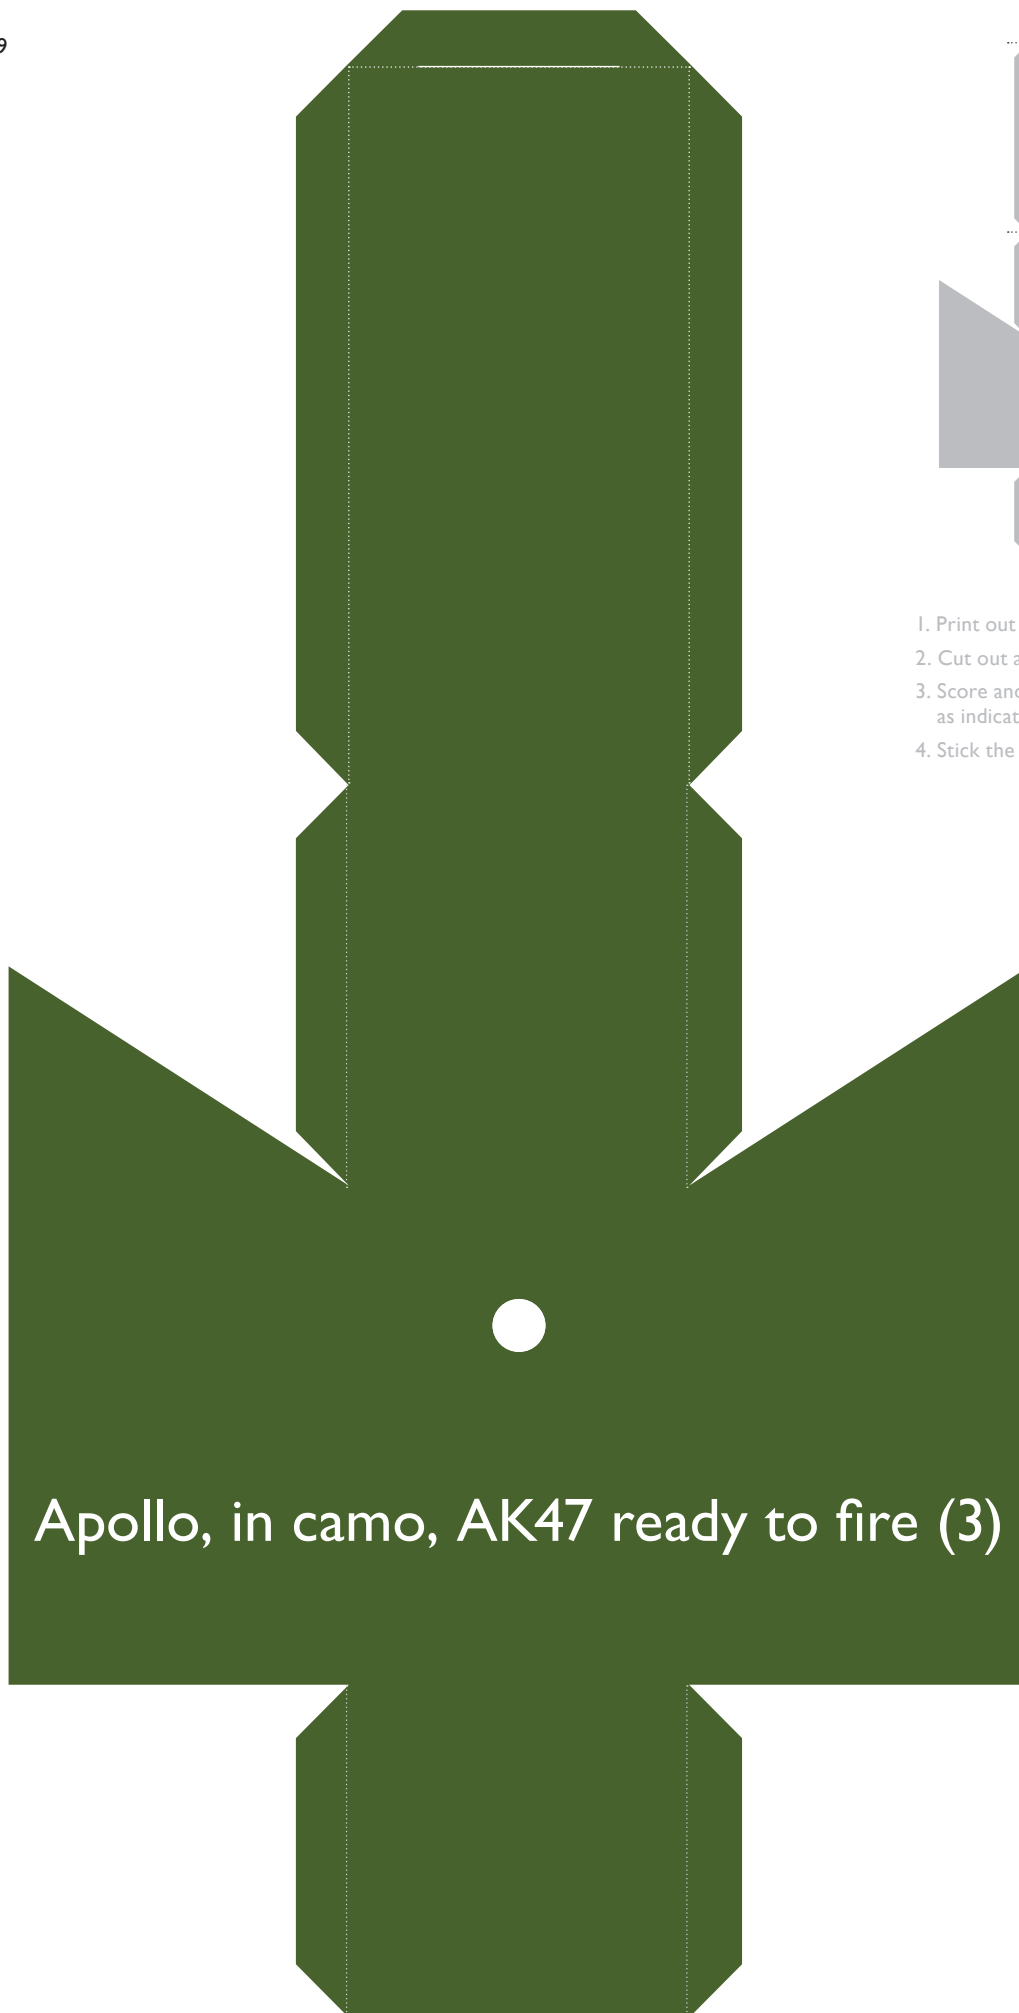 9
1. Print out
2. Cut out a
3. Score and
as indicat
4. Stick the
Apollo, in camo, AK47 ready to fire (3)